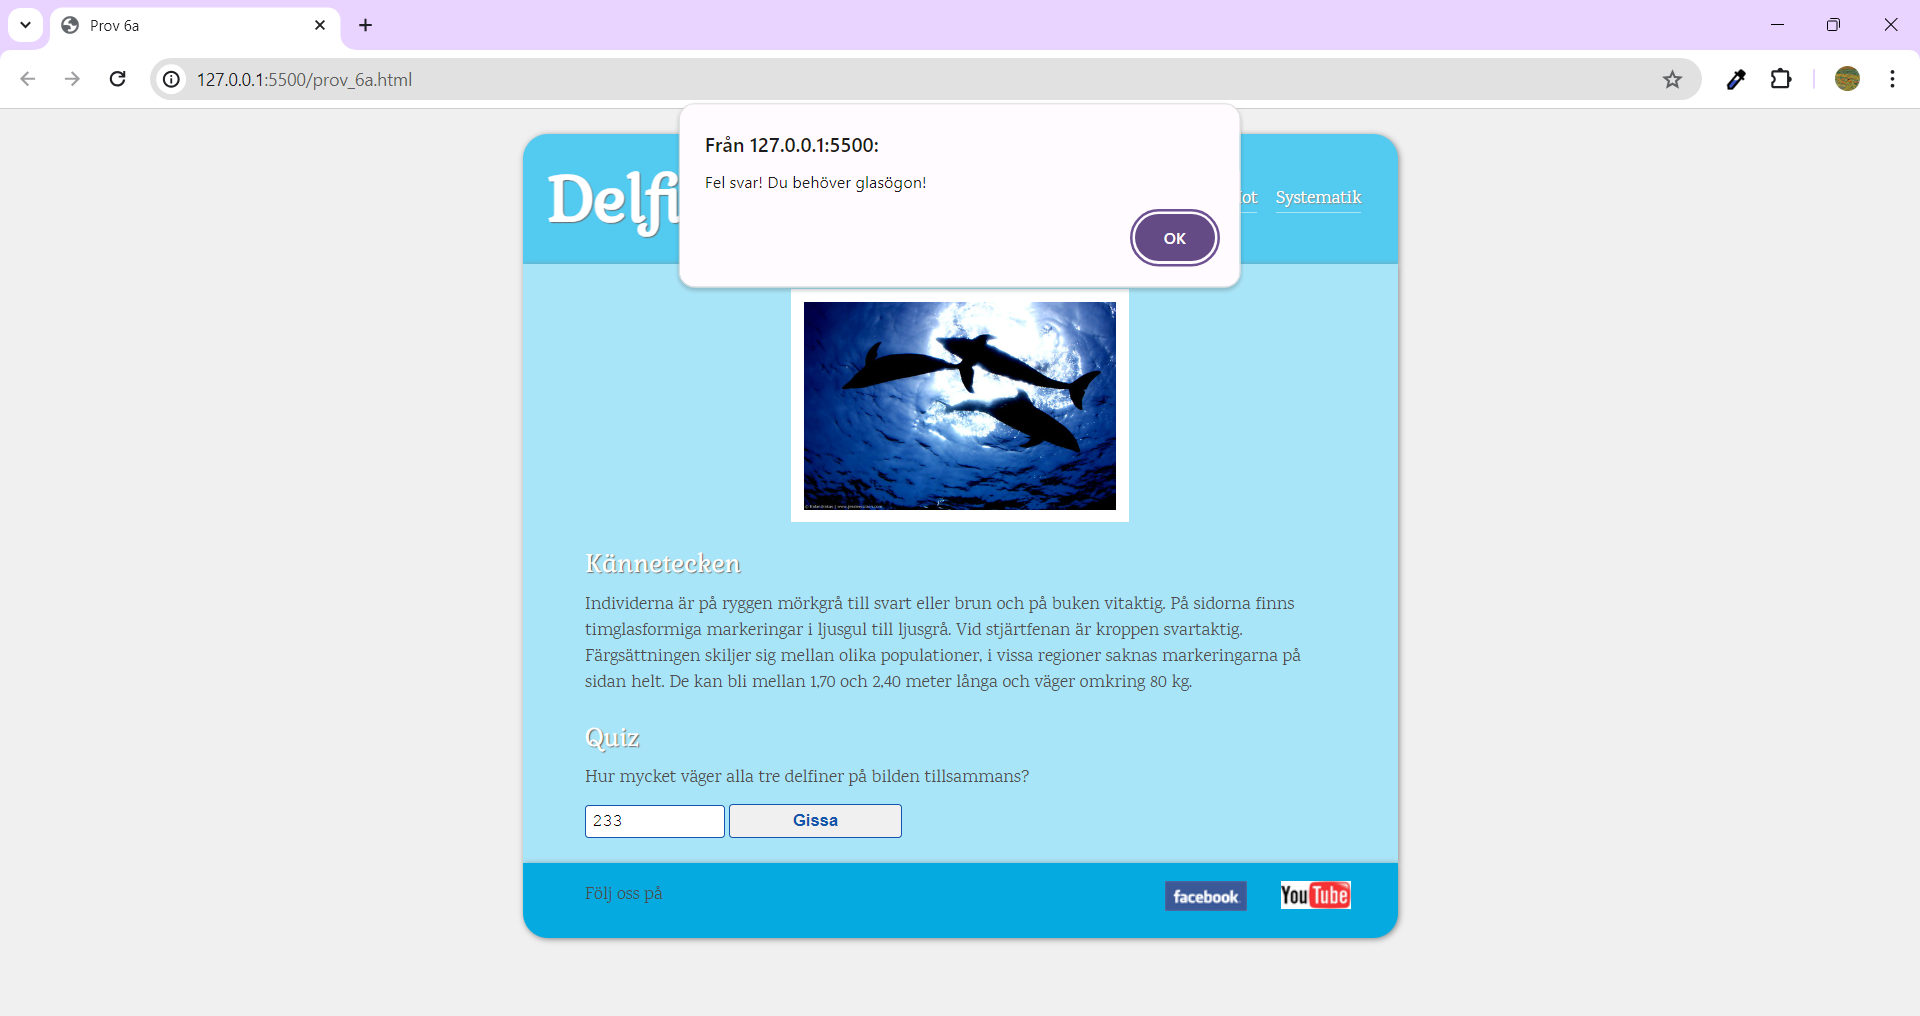 Prov 6a
127.0.0.1:5500/prov_6a.html
Från 127.0.0.1:5500:
Fel svar! Du behöver glasögon!
OK
Systematik
Kännetecken
Individerna är på ryggen mörkgrå till svart eller brun och på buken vitaktig. På sidorna finns
timglasformiga markeringar i ljusgul till ljusgrå. Vid stjärtfenan är kroppen svartaktig.
Färgsättningen skiljer sig mellan olika populationer, i vissa regioner saknas markeringarna på
sidan helt. De kan bli mellan 1,70 och 2,40 meter långa och väger omkring 80 kg.
Quiz
Hur mycket väger alla tre delfiner på bilden tillsammans?
233 Gissa
Följ oss på
facebook.
YouTube